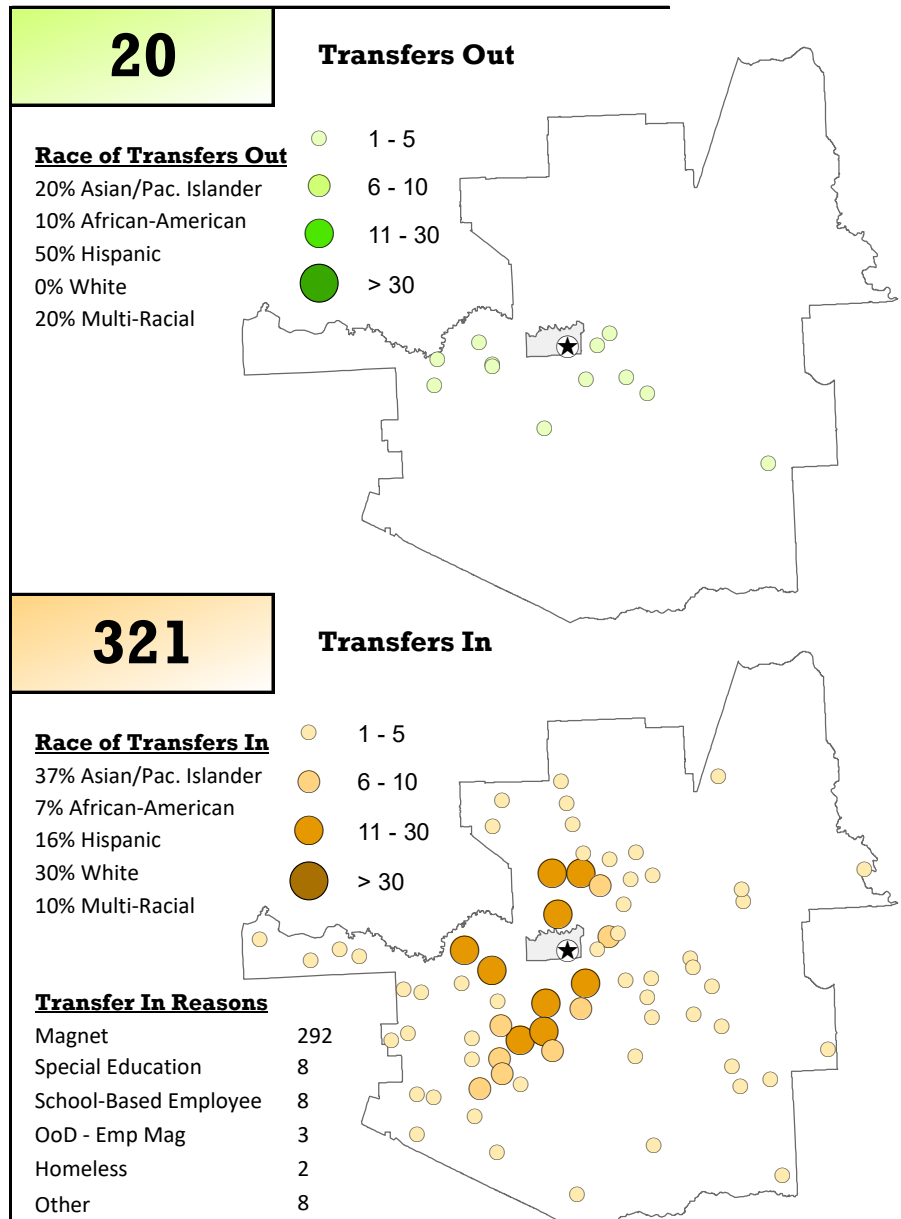 20
Transfers Out
Race of Transfers Out
20% Asian/Pac. Islander
10% African-American
50% Hispanic
0% White
20% Multi-Racial
1 - 5
6 - 10
11 - 30
> 30
321
Transfers In
Race of Transfers In
37% Asian/Pac. Islander
7% African-American
16% Hispanic
30% White
10% Multi-Racial
1 - 5
6 - 10
11 - 30
> 30
Transfer In Reasons
Magnet 292
Special Education 8
School-Based Employee 8
OoD - Emp Mag 3
Homeless 2
Other 8